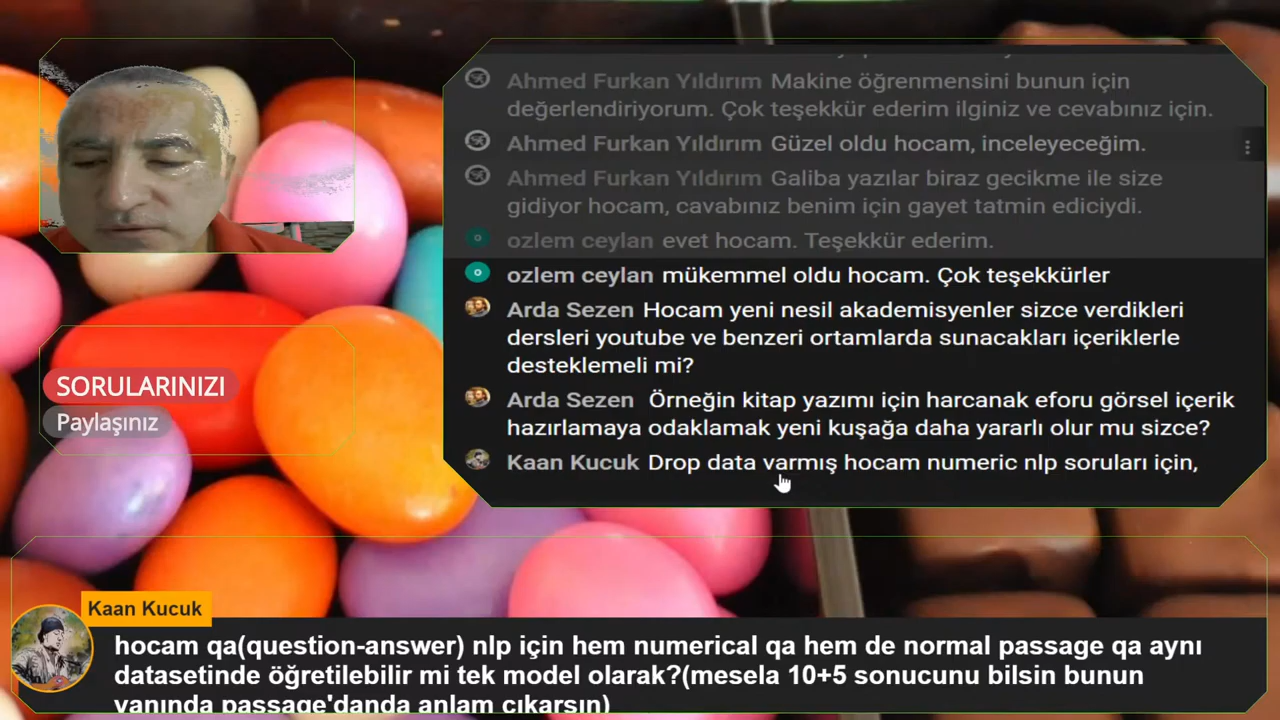 Ahmed Furkan Yıldırım Makine öğrenmensini bunun için
değerlendiriyorum. Çok teşekkür ederim ilginiz ve cevabınız için.
Ahmed Furkan Yıldırım Güzel oldu hocam, inceleyeceğim.
Ahmed Furkan Yıldırım Galiba yazılar biraz gecikme ile size
gidiyor hocam, cavabınız benim için gayet tatmin ediciydi.
ozlem ceylan evet hocam. Teşekkür ederim.
ozlem ceylan mükemmel oldu hocam. Çok teşekkürler
Arda Sezen Hocam yeni nesil akademisyenler sizce verdikleri
dersleri youtube ve benzeri ortamlarda sunacakları içeriklerle
desteklemeli mi?
Arda Sezen Örneğin kitap yazımı için harcanak eforu görsel içerik
hazırlamaya odaklamak yeni kuşağa daha yararlı olur mu sizce?
Kaan Kucuk Drop data varmış hocam numeric nlp soruları için,
SORULARINIZI
Paylaşınız
Kaan Kucuk
hocam qa(question-answer) nlp için hem numerical qa hem de normal passage qa aynı
datasetinde öğretilebilir mi tek model olarak?(mesela 10+5 sonucunu bilsin bunun
yanında passage'danda anlam çıkarsın)